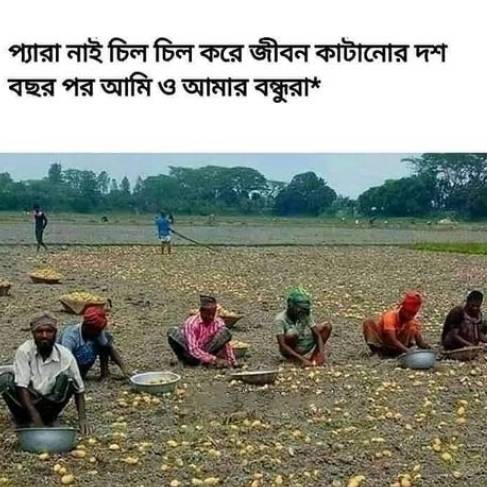 প্যারা নাই চিল চিল করে জীবন কাটানোর দশ
বছর পর আমি ও আমার বন্ধুরা*